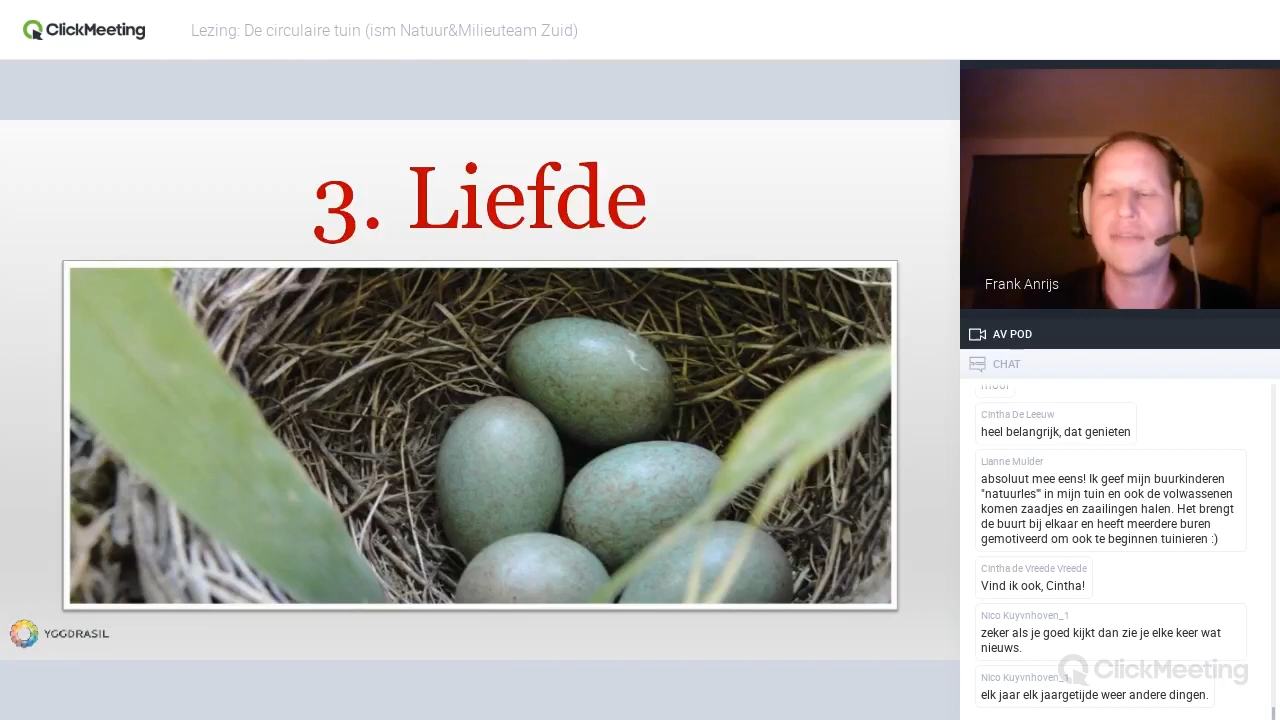 ClickMeeting
Lezing: De circulaire tuin (ism Natuur&Milieuteam Zuid)
3. Liefde
YGGDRASIL
Frank Anrijs
AV POD
CHAT
Cintha De Leeuw
heel belangrijk, dat genieten
Lianne Mulder
absoluut mee eens! Ik geef mijn buurkinderen
"natuurles'" in mijn tuin en ook de volwassenen
komen zaadjes en zaailingen halen. Het brengt
de buurt bij elkaar en heeft meerdere buren
gemotiveerd om ook te beginnen tuinieren :)
Cintha de Vreede Vreede
Vind ik ook, Cintha!
Nico Kuyvnhoven_1
zeker als je goed kijkt dan zie je elke keer wat
nieuws.
ClickMeeting
Nico Kuyvnhoven_1
elk jaar elk jaargetijde weer andere dingen.